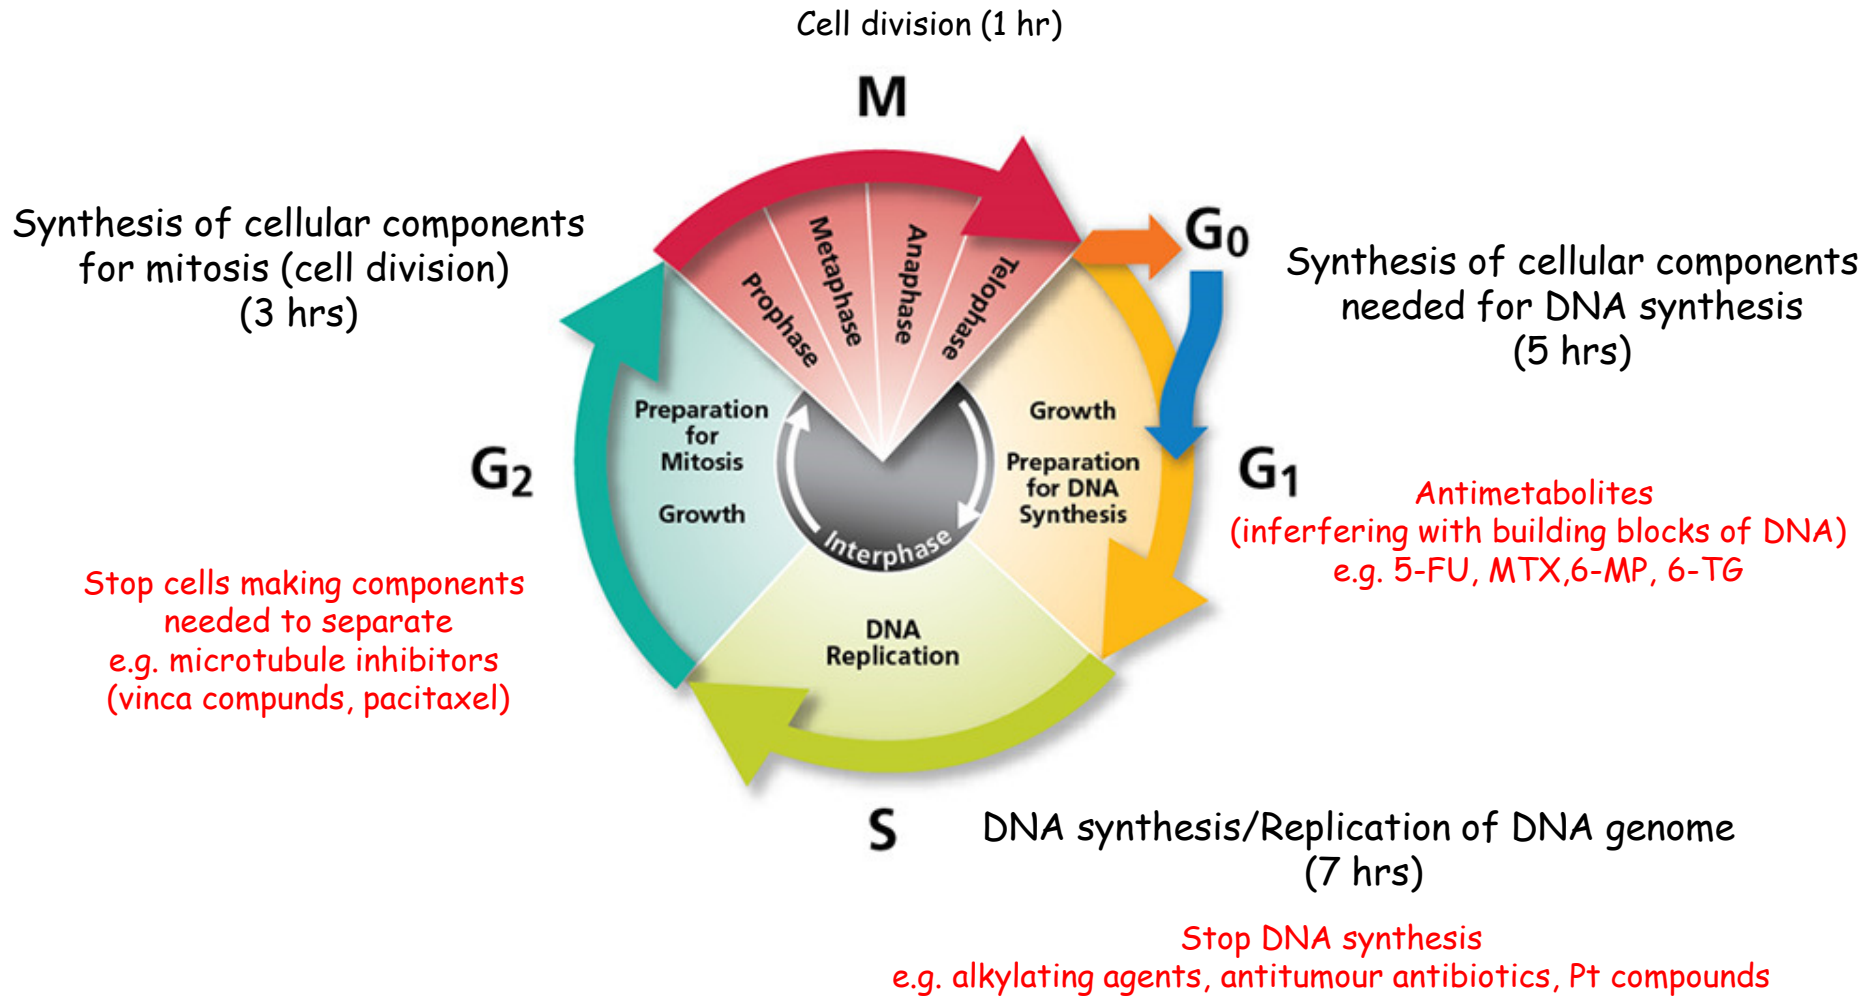 Cell division (1 hr)
M
Synthesis of cellular components
for mitosis (cell division)
(3 hrs)
Prophase
Metaphase
Anaphase
Telophase
G0
Synthesis of cellular components
needed for DNA synthesis
(5 hrs)
Preparation
for
Mitosis
Growth
G2
Interphase
Growth
Preparation
for DNA
Synthesis
G1
Antimetabolites
(inferfering with building blocks of DNA)
e.g. 5-FU, MTX,6-MP, 6-TG
Stop cells making components
needed to separate
e.g. microtubule inhibitors
(vinca compunds, pacitaxel)
DNA
Replication
S
DNA synthesis/Replication of DNA genome
(7 hrs)
Stop DNA synthesis
e.g. alkylating agents, antitumour antibiotics, Pt compounds